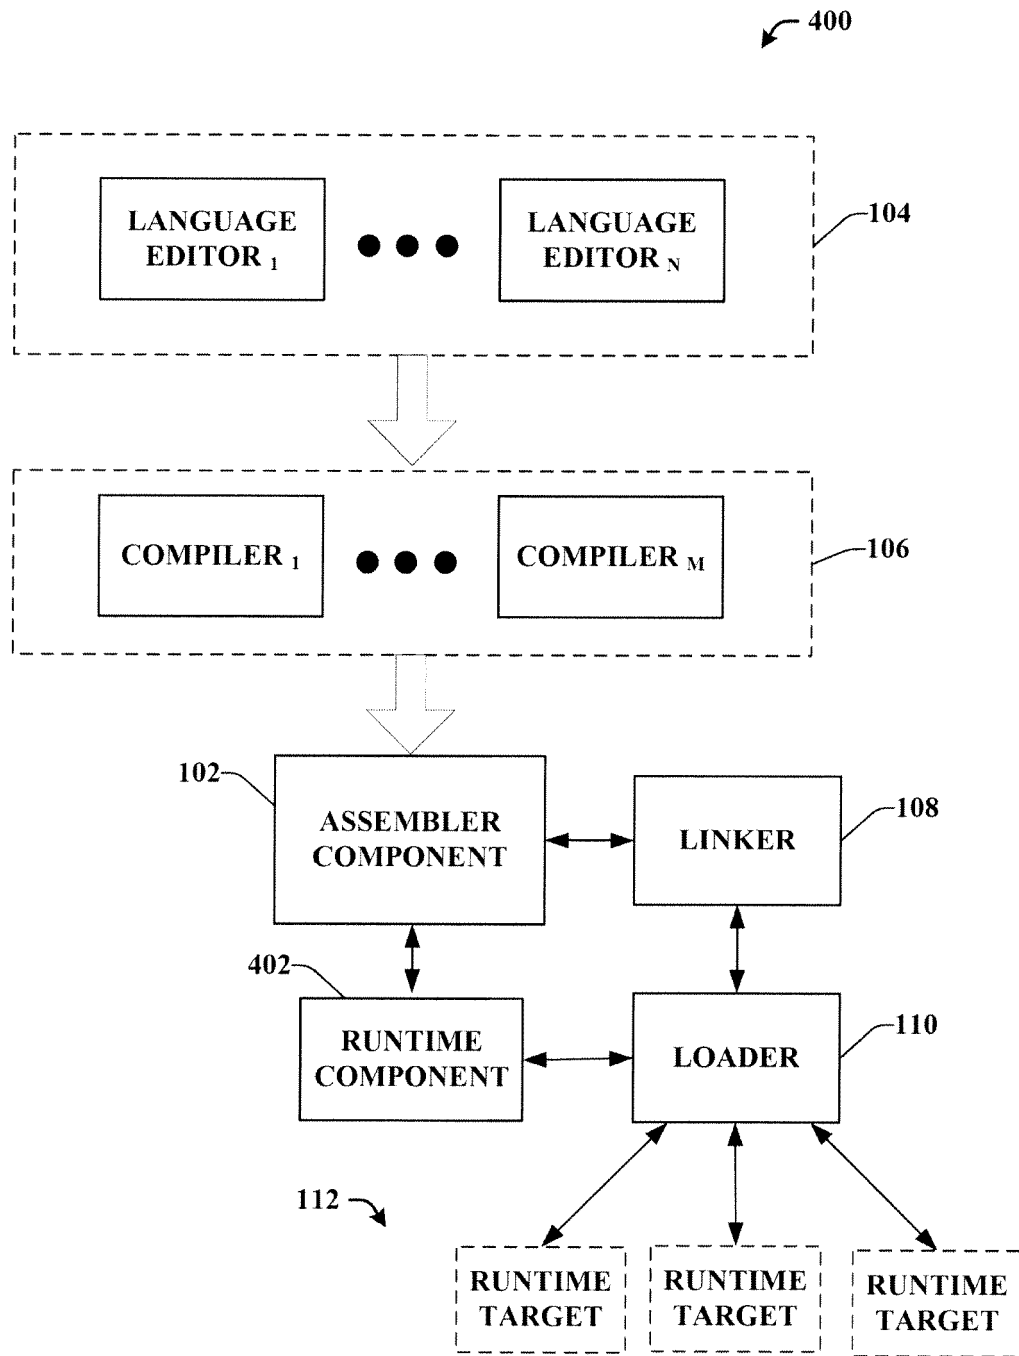 400
LANGUAGE
EDITOR 1
LANGUAGE
EDITOR N
104
COMPILER 1
COMPILER M
106
102
ASSEMBLER
COMPONENT
LINKER
108
402
RUNTIME
COMPONENT
LOADER
110
112
RUNTIME
TARGET
RUNTIME
TARGET
RUNTIME
TARGET